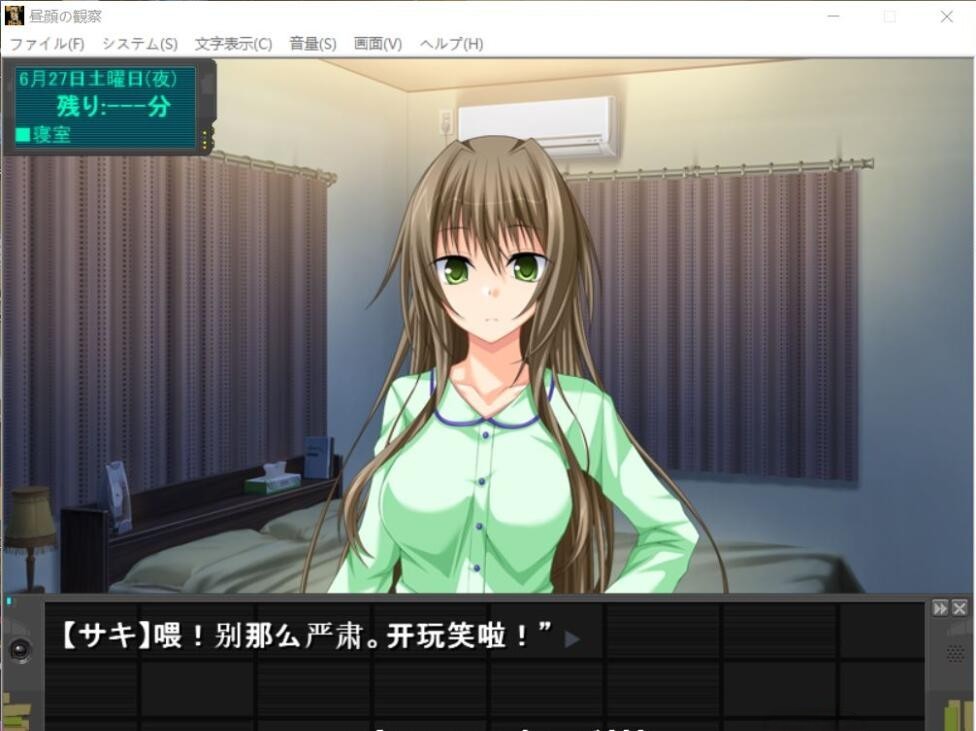 昼顔の観察
ファイル(F) システム(S) 文字表示(C) 音量(S) 画面(V) ヘルプ(H)
6月27日土曜日(夜)
残り:---分
■寝室
【サキ】喂！别那么严肃。开玩笑啦！”